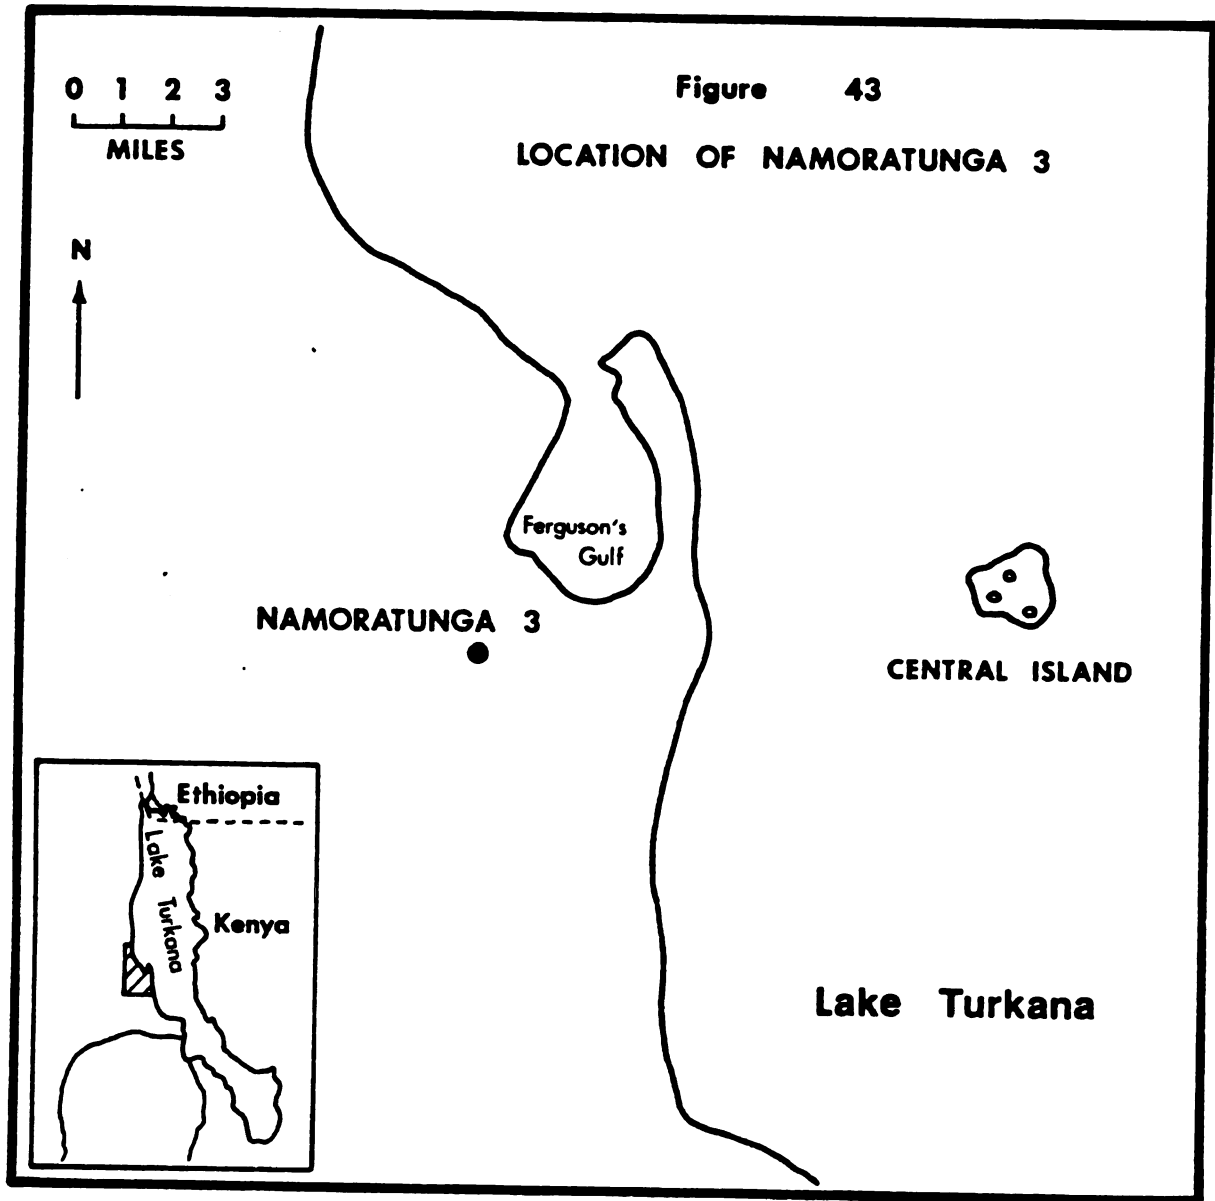 0 1 2 3
MILES
Figure 43
LOCATION OF NAMORATUNGA 3
N
Ferguson's
Gulf
NAMORATUNGA 3
CENTRAL ISLAND
Ethiopia
Lake Turkana
Kenya
Lake Turkana